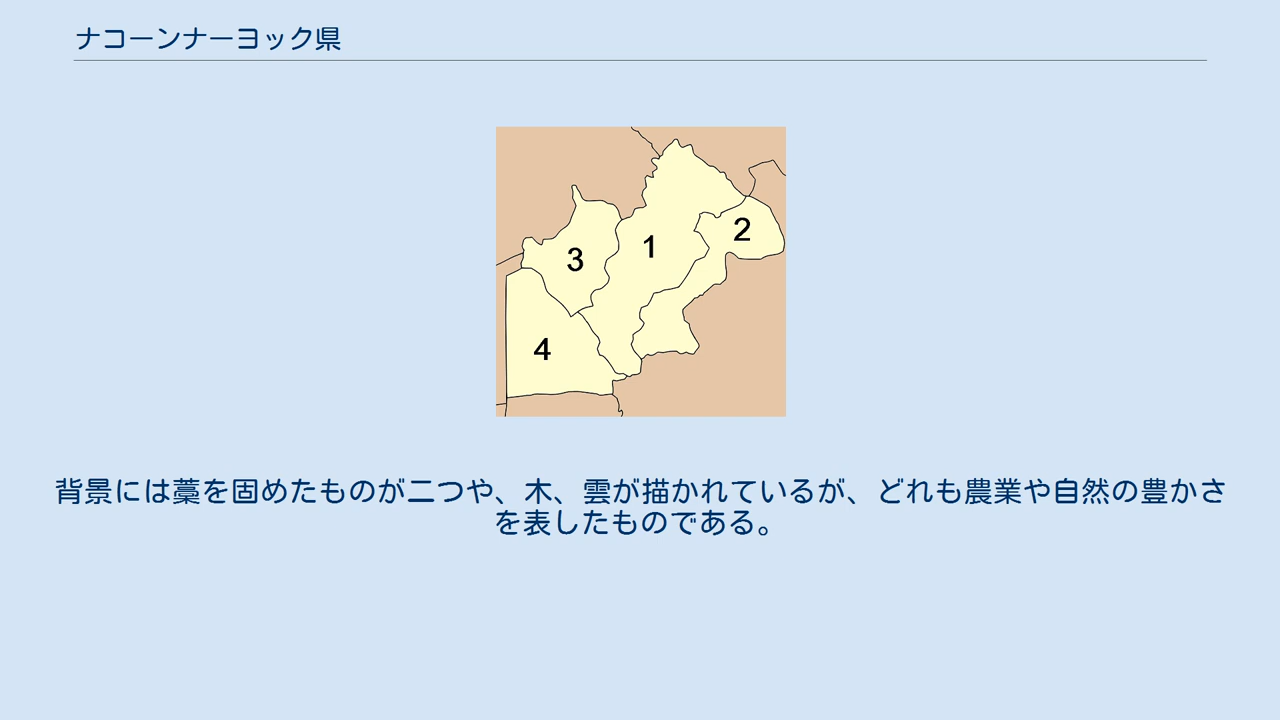 ナコーンナーヨック県
1
2
3
4
背景には藁を固めたものが二つや、木、雲が描かれているが、どれも農業や自然の豊かさ
を表したものである。